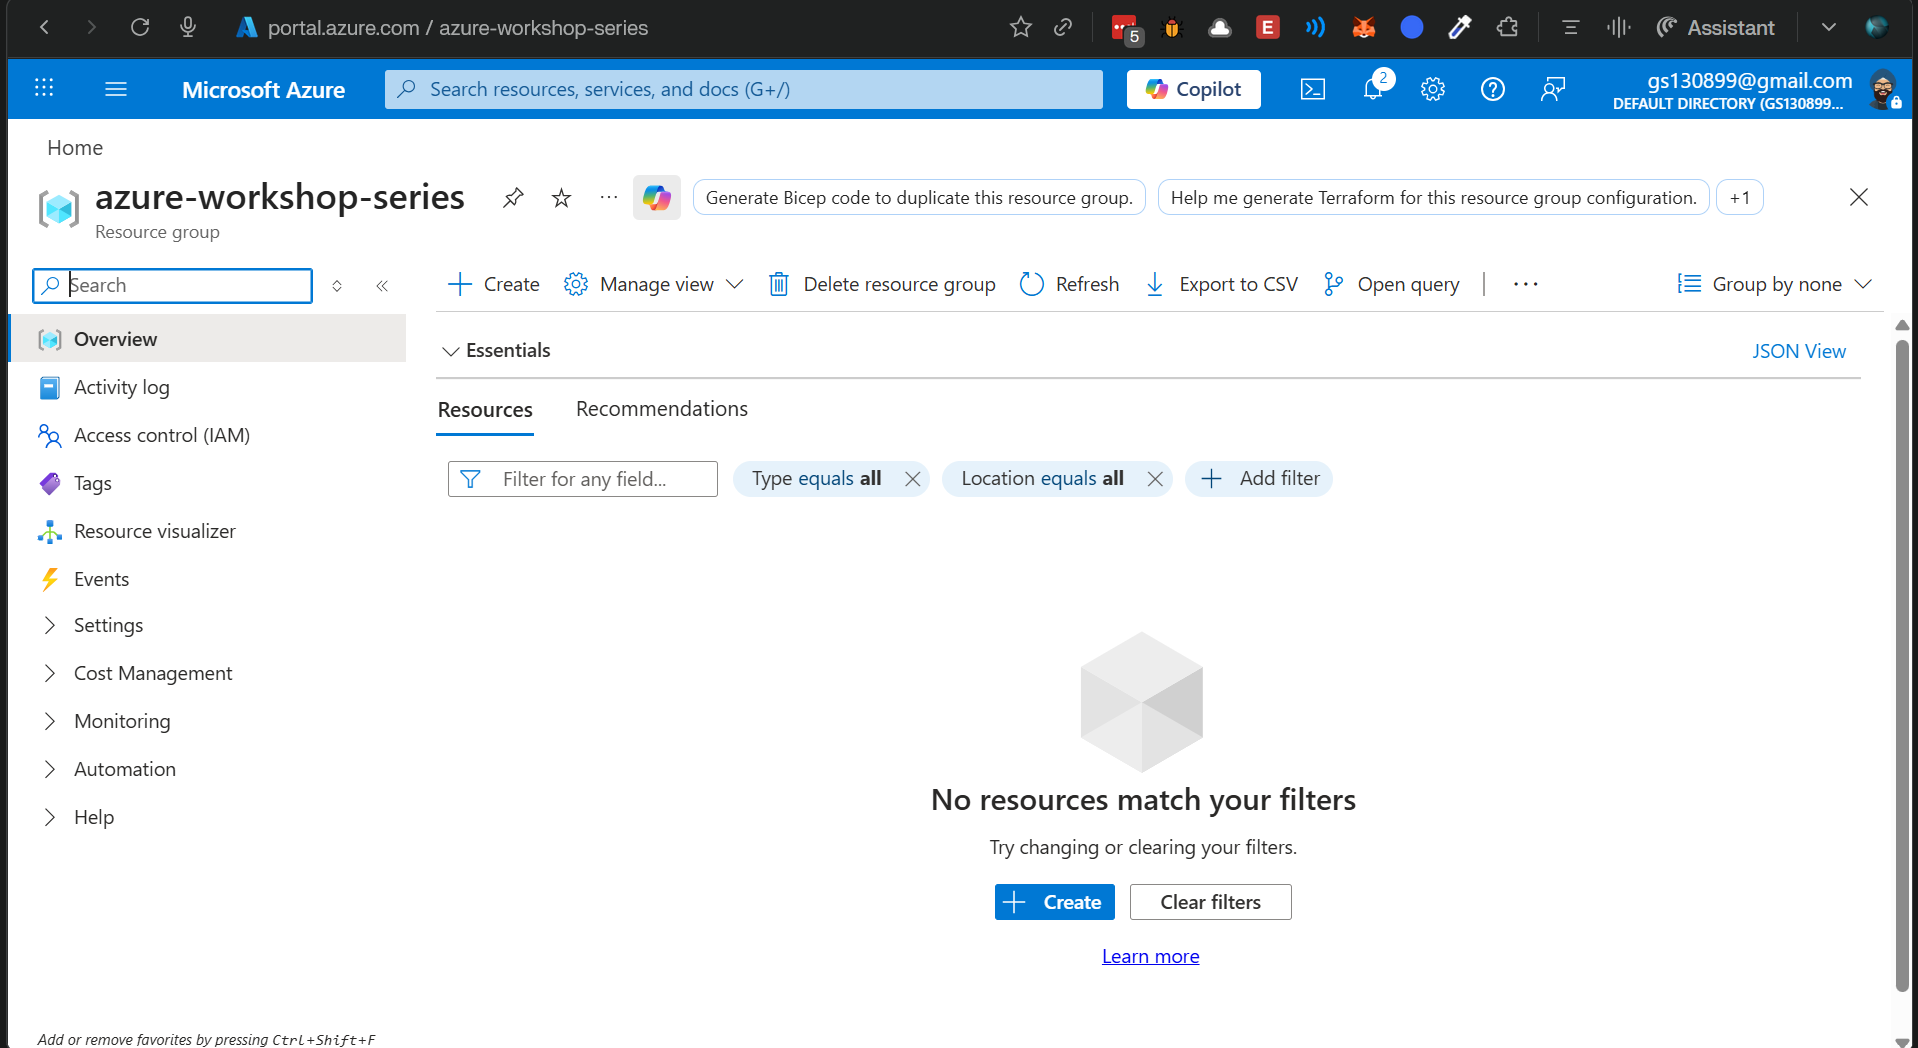 portal.azure.com / azure-workshop-series
5
E
Assistant
Microsoft Azure
Search resources, services, and docs (G+/)
Copilot
2
gs130899@gmail.com
DEFAULT DIRECTORY (GS130899...
Home
azure-workshop-series
Resource group
Generate Bicep code to duplicate this resource group.
Help me generate Terraform for this resource group configuration.
+1
Search
Create
Manage view
Delete resource group
Refresh
Export to CSV
Open query
Group by none
Overview
Activity log
Access control (IAM)
Tags
Resource visualizer
Events
Settings
Cost Management
Monitoring
Automation
Help
Essentials
JSON View
Resources
Recommendations
Filter for any field...
Type equals all
Location equals all
Add filter
No resources match your filters
Try changing or clearing your filters.
Create
Clear filters
Learn more
Add or remove favorites by pressing Ctrl+Shift+F